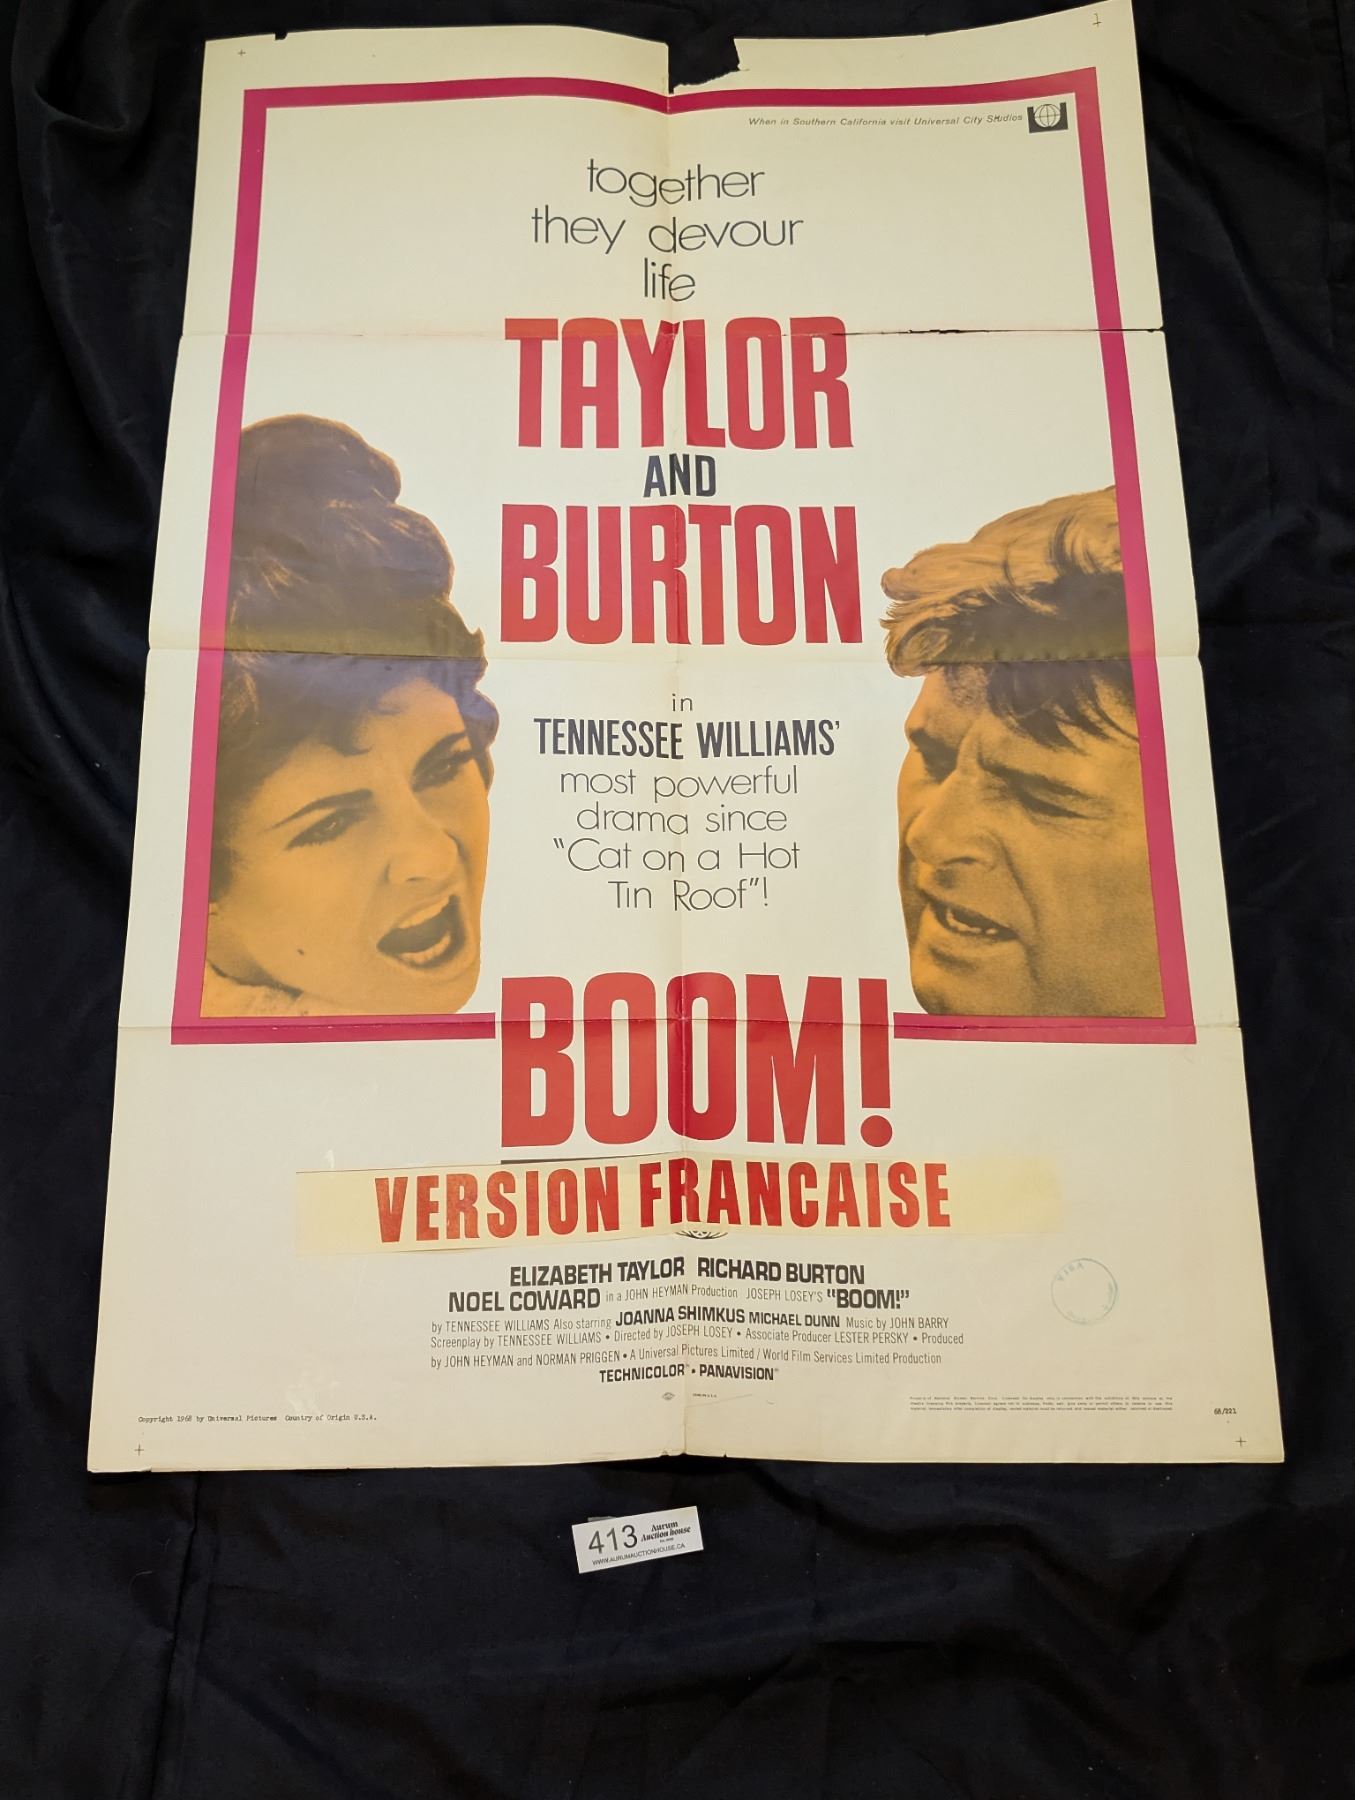 When in Southern California visit Universal City Studios
together
they devour
life
TAYLOR
AND
BURTON
in
TENNESSEE WILLIAMS'
most powerful
drama since
"Cat on a Hot
Tin Roof"!
BOOM!
VERSION FRANCAISE
ELIZABETH TAYLOR RICHARD BURTON
NOEL COWARD in a JOHN HEYMAN Production JOSEPH LOSEY'S "BOOM!"
by TENNESSEE WILLIAMS Also starring JOANNA SHIMKUS MICHAEL DUNN Music by JOHN BARRY
Screenplay by TENNESSEE WILLIAMS • Directed by JOSEPH LOSEY • Associate Producer LESTER PERSKY • Produced
by JOHN HEYMAN and NORMAN PRIGGEN • A Universal Pictures Limited / World Film Services Limited Production
TECHNICOLOR® • PANAVISION®
Copyright 1968 by Universal Pictures Country of Origin U.S.A.
68/221
VISA
413 Aurum
Auction house
WWW.AURUMAUCTIONHOUSE.CA